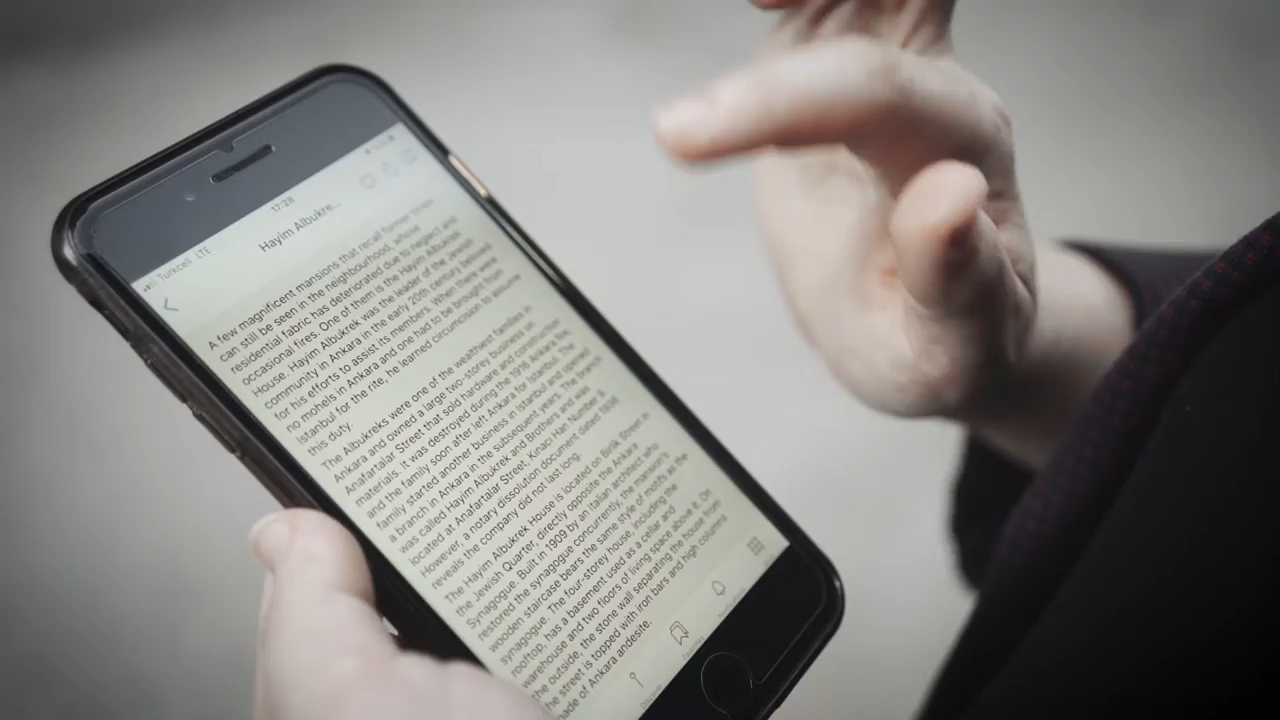 Turkcell LTE
17:28
Hayim Albukre...
A few magnificent mansions that recall former times
can still be seen in the neighbourhood, whose
residential fabric has deteriorated due to neglect and
occasional fires. One of them is the Hayim Albukrek
House. Hayim Albukrek was the leader of the Jewish
community in Ankara in the early 20th century beloved
for his efforts to assist its members. When there were
no mohels in Ankara and one had to be brought from
Istanbul for the rite, he learned circumcision to assume
this duty.
The Albukreks were one of the wealthiest families in
Ankara and owned a large two-storey business on
Anafartalar Street that sold hardware and construction
materials. It was destroyed during the 1916 Ankara fire
and the family soon after left Ankara for Istanbul. The
family started another business in Istanbul and opened
a branch in Ankara in the subsequent years. The branch
was called Hayim Albukrek and Brothers and was
located at Anafartalar Street, Kınacı Han Number 9.
However, a notary dissolution document dated 1936
reveals the company did not last long.
The Hayim Albukrek House is located on Birlik Street in
the Jewish Quarter, directly opposite the Ankara
Synagogue. Built in 1909 by an Italian architect who
restored the synagogue concurrently, the mansion's
wooden staircase bears the same style of motifs as the
synagogue. The four-storey house, including the
rooftop, has a basement used as a cellar and
warehouse and two floors of living space above it. On
the outside, the stone wall separating the house from
the street is topped with iron bars and high columns
made of Ankara andesite.